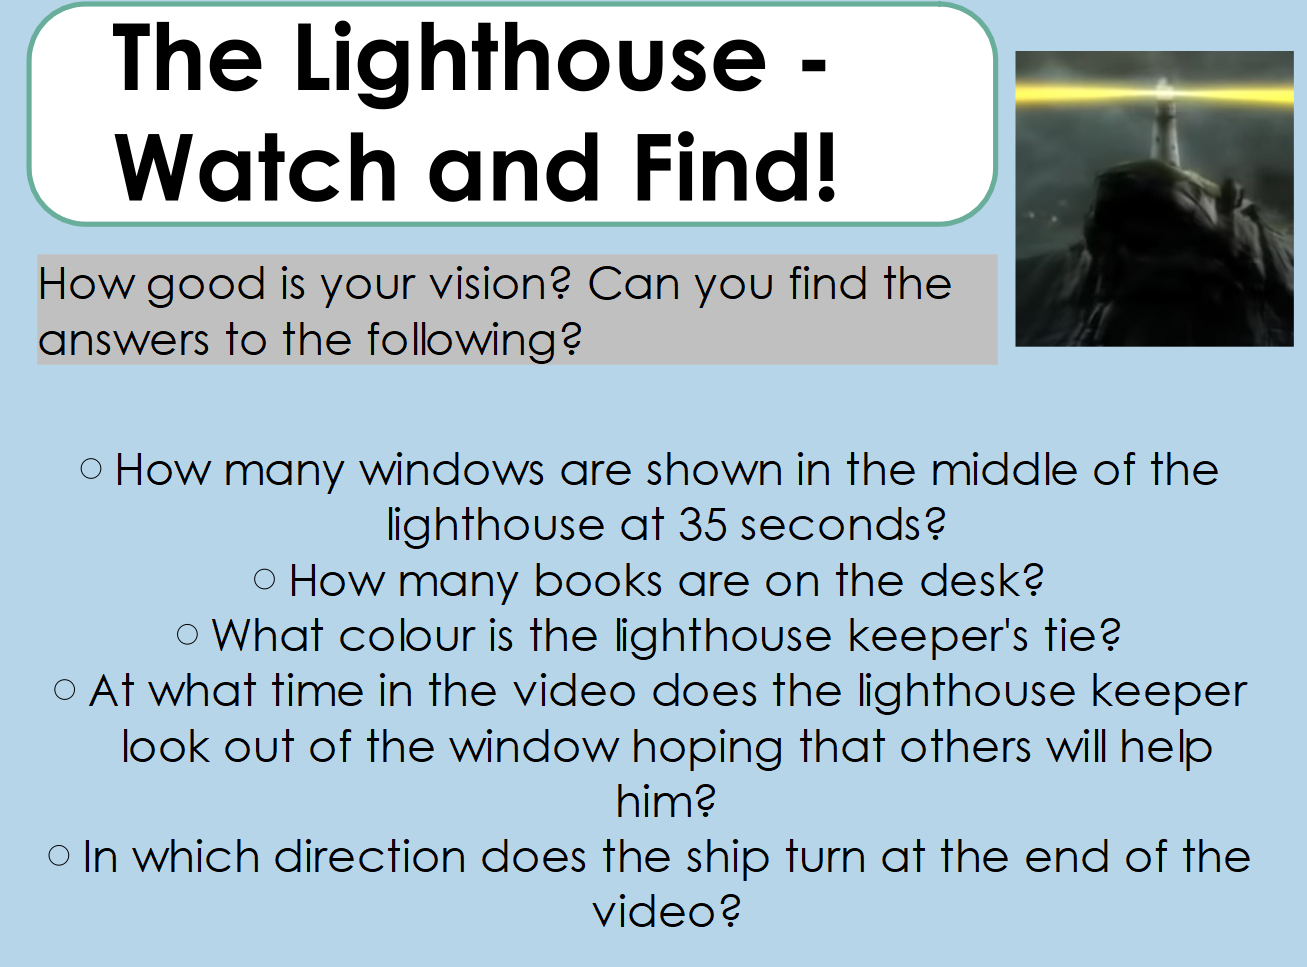 The Lighthouse -
Watch and Find!
How good is your vision? Can you find the
answers to the following?
○ How many windows are shown in the middle of the
lighthouse at 35 seconds?
○ How many books are on the desk?
○ What colour is the lighthouse keeper's tie?
○ At what time in the video does the lighthouse keeper
look out of the window hoping that others will help
him?
○ In which direction does the ship turn at the end of the
video?